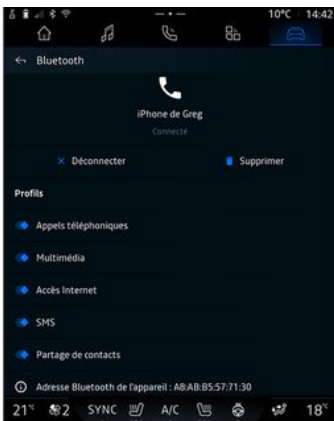 10°C 14:42
Bluetooth
iPhone de Greg
Connecté
Déconnecter Supprimer
Profils
Appels téléphoniques
Multimédia
Accès Internet
SMS
Partage de contacts
Adresse Bluetooth de l'appareil : A8:AB:B5:57:71:30
21° 2 SYNC A/C 18°